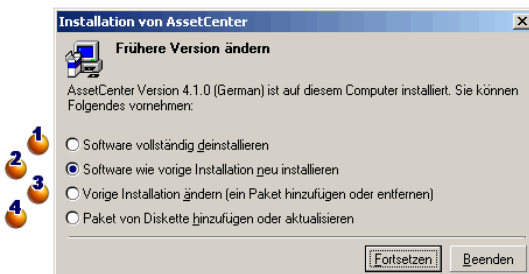 Installation von AssetCenter
Frühere Version ändern
AssetCenter Version 4.1.0 (German) ist auf diesem Computer installiert. Sie können
Folgendes vornehmen:
1
Software vollständig deinstallieren
2
Software wie vorige Installation neu installieren
3
Vorige Installation ändern (ein Paket hinzufügen oder entfernen)
4
Paket von Diskette hinzufügen oder aktualisieren
Fortsetzen
Beenden